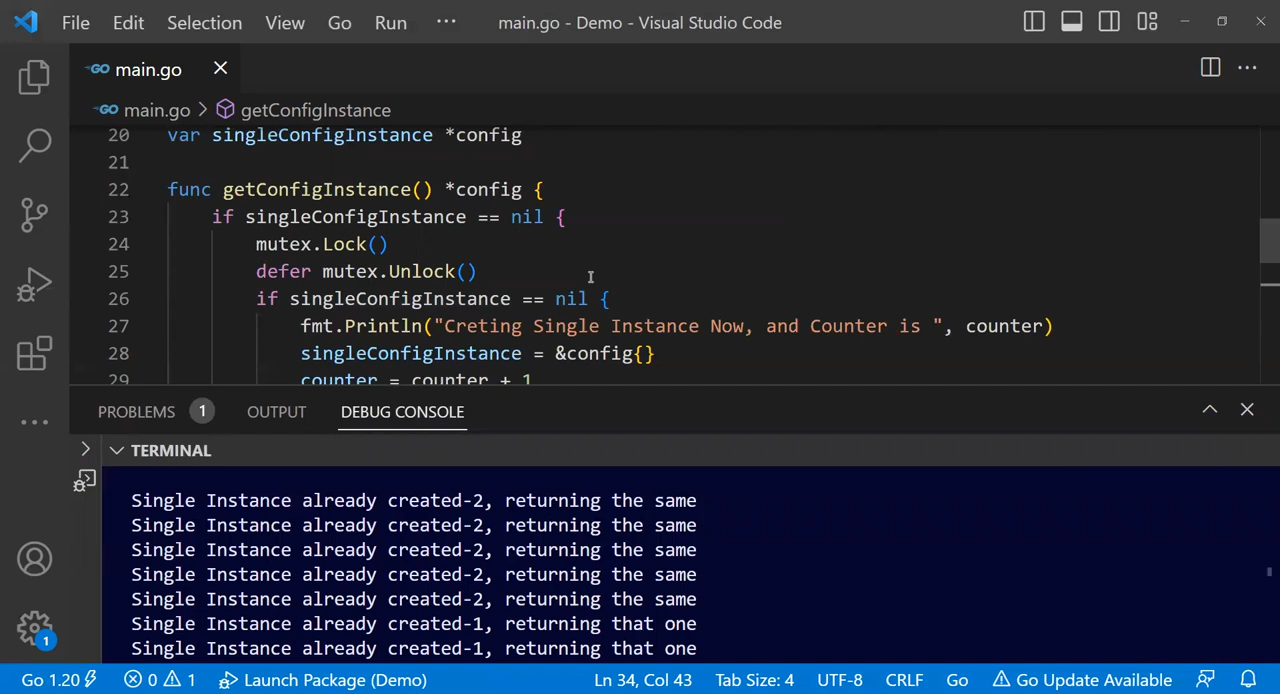 File Edit Selection View Go Run ··· main.go - Demo - Visual Studio Code
GO main.go
GO main.go > getConfigInstance
20 var singleConfigInstance *config
21
22 func getConfigInstance() *config {
23 if singleConfigInstance == nil {
24 mutex.Lock()
25 defer mutex.Unlock()
26 if singleConfigInstance == nil {
27 fmt.Println("Creting Single Instance Now, and Counter is ", counter)
28 singleConfigInstance = &config{}
29 counter = counter + 1
PROBLEMS 1 OUTPUT DEBUG CONSOLE
TERMINAL
Single Instance already created-2, returning the same
Single Instance already created-2, returning the same
Single Instance already created-2, returning the same
Single Instance already created-2, returning the same
Single Instance already created-2, returning the same
Single Instance already created-1, returning that one
Single Instance already created-1, returning that one
1
Go 1.20 0 1 Launch Package (Demo) Ln 34, Col 43 Tab Size: 4 UTF-8 CRLF Go Go Update Available